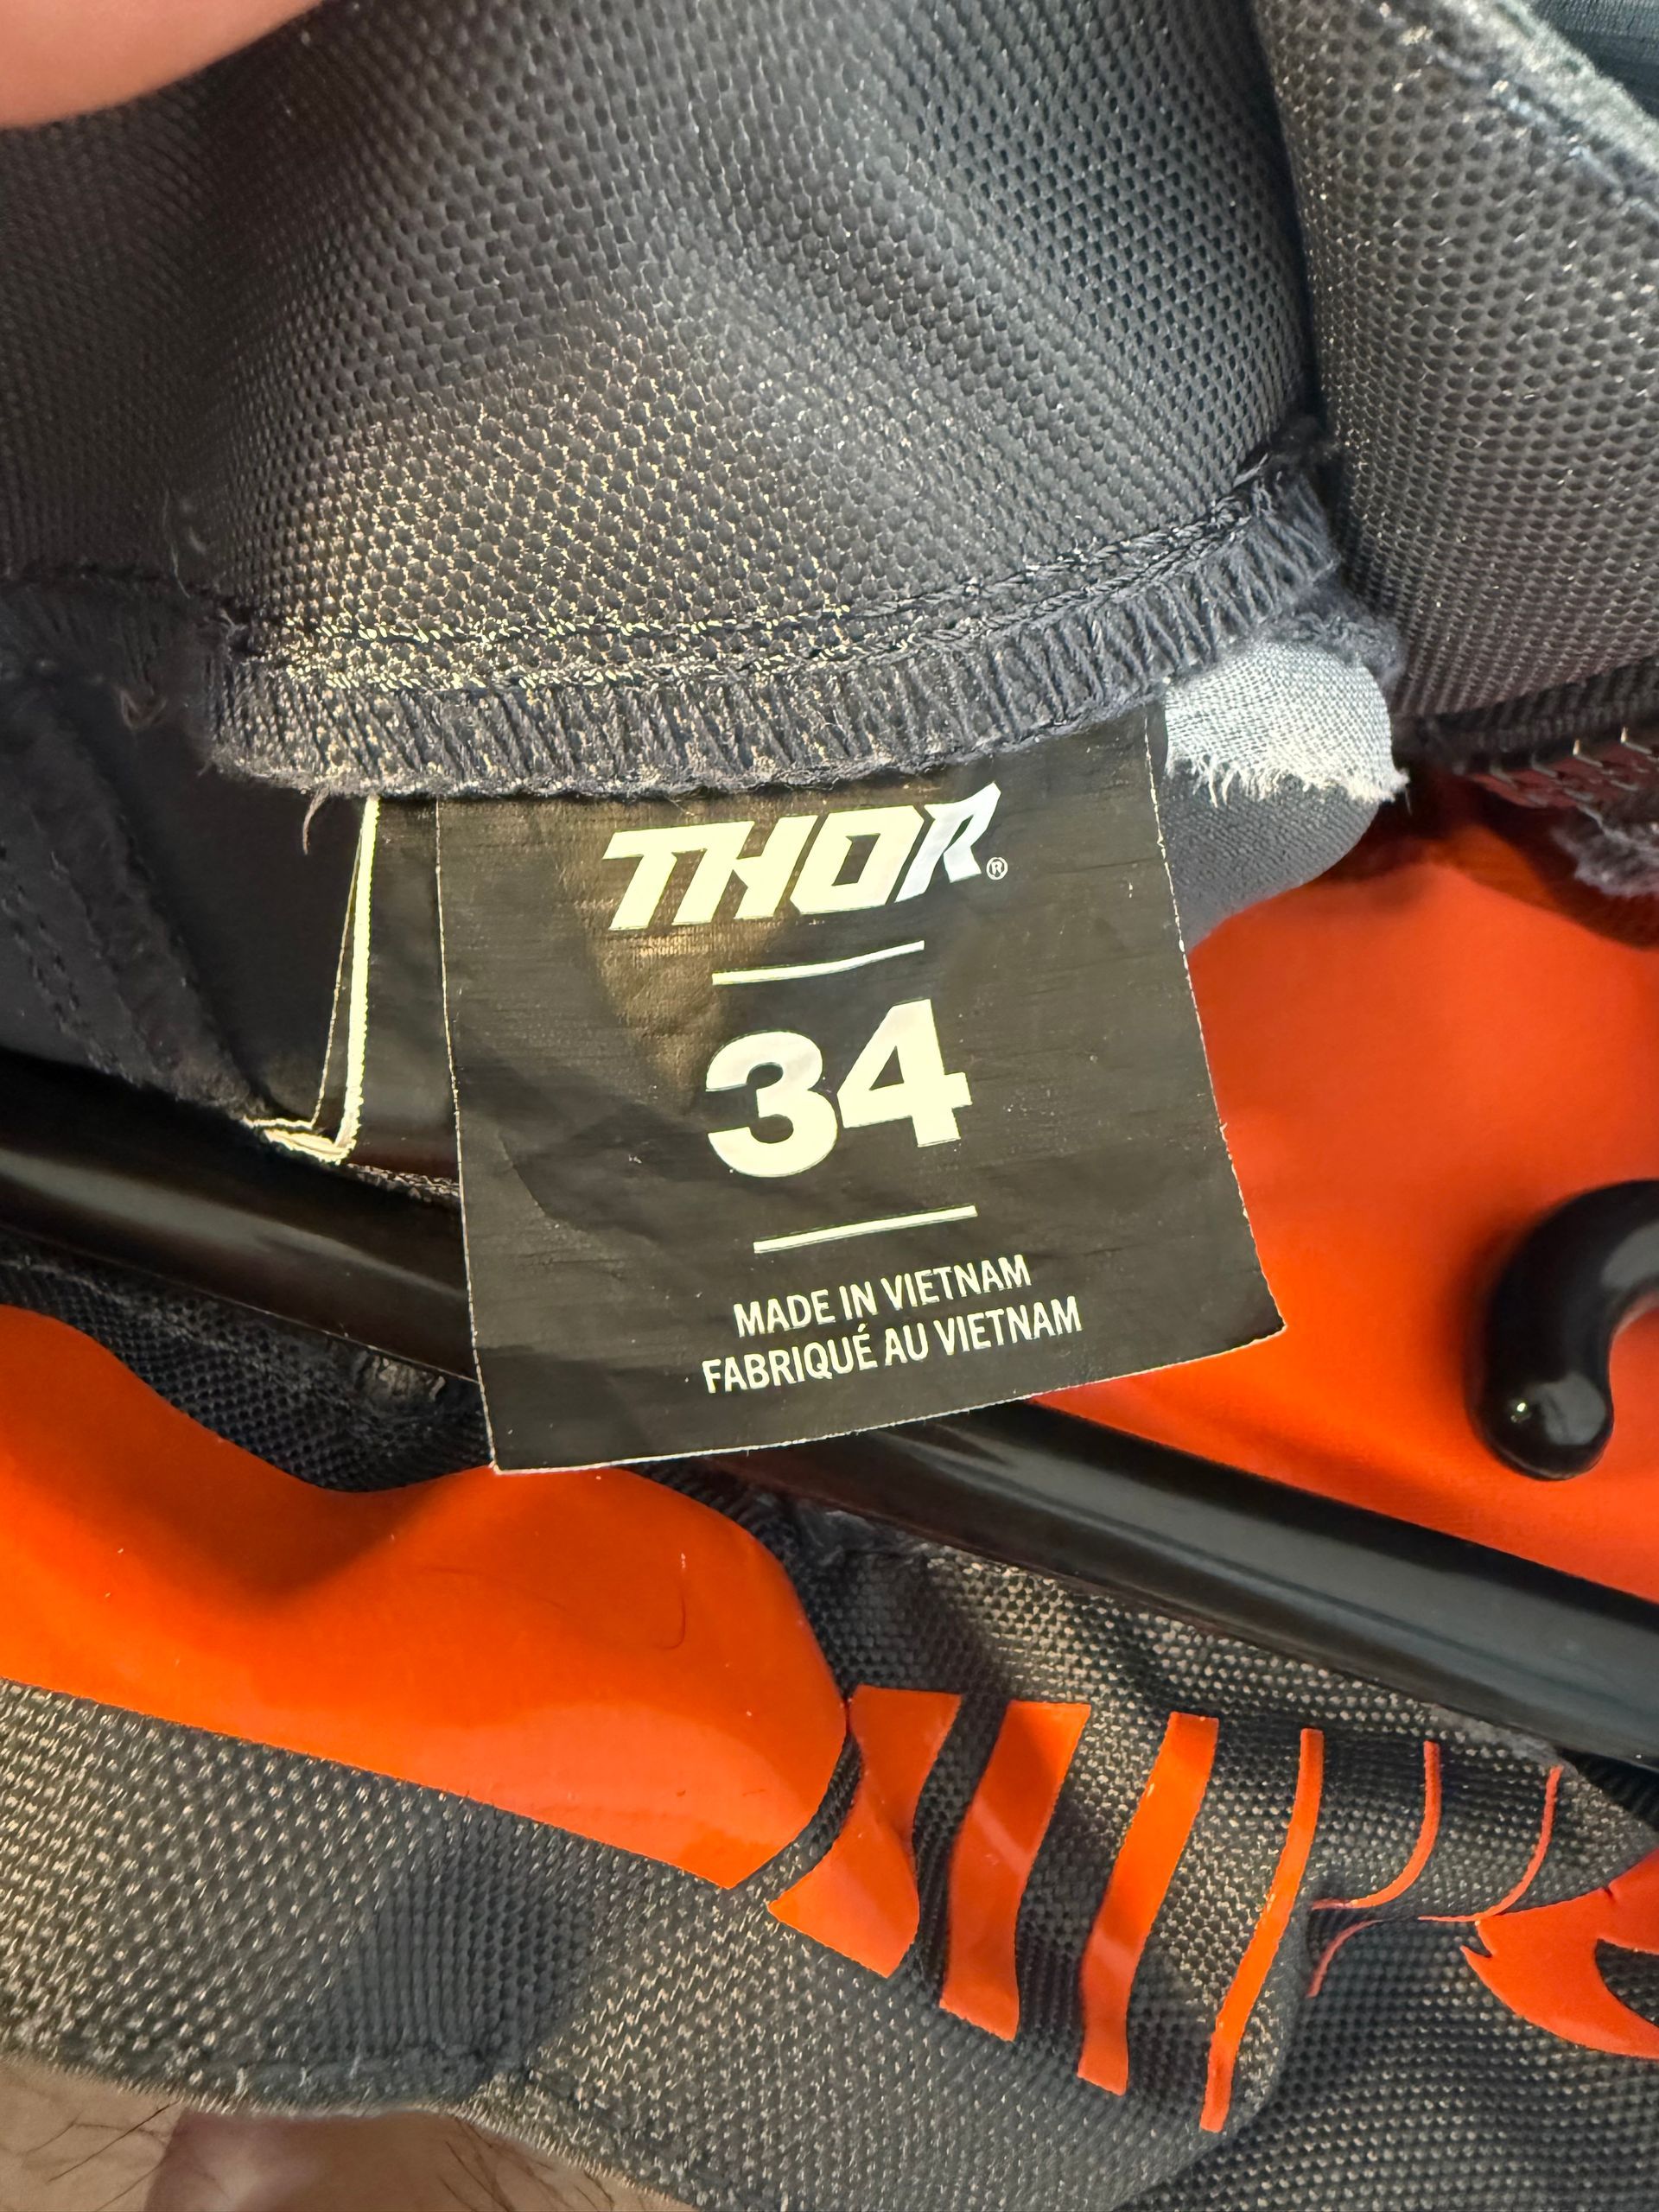 THOR®
34
MADE IN VIETNAM
FABRIQUÉ AU VIETNAM